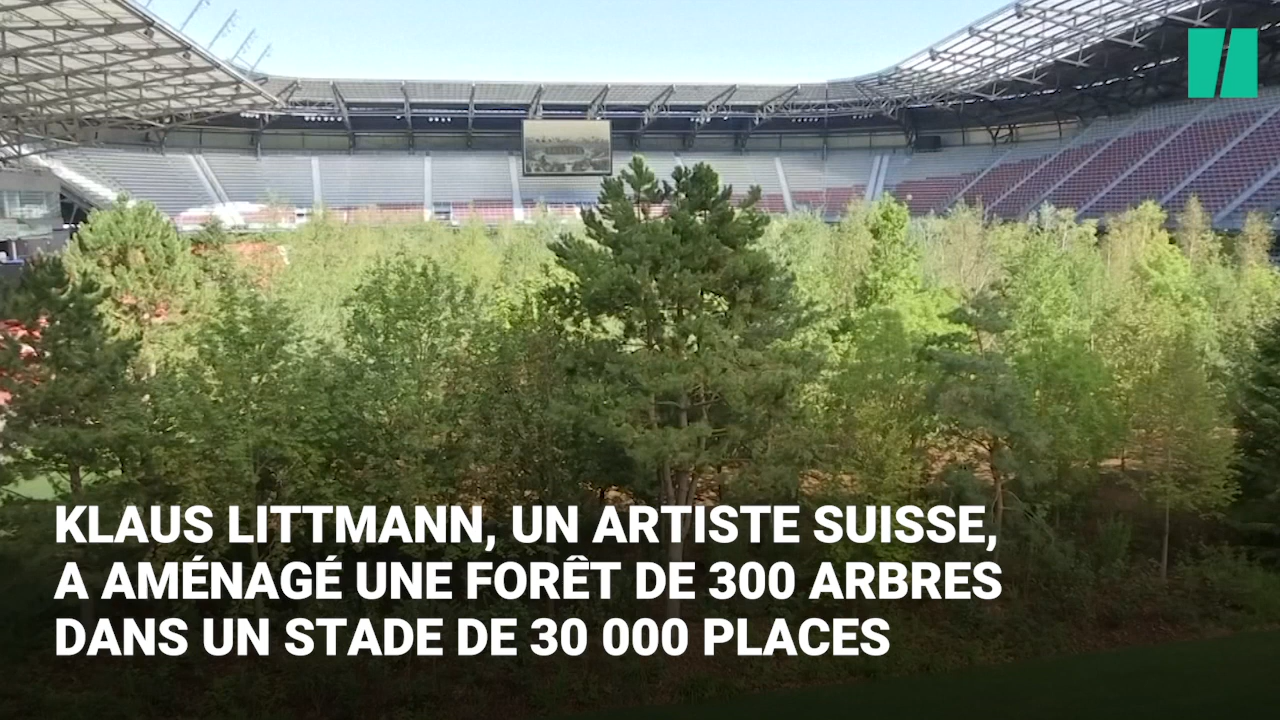 KLAUS LITTMANN, UN ARTISTE SUISSE,
A AMÉNAGÉ UNE FORÊT DE 300 ARBRES
DANS UN STADE DE 30 000 PLACES